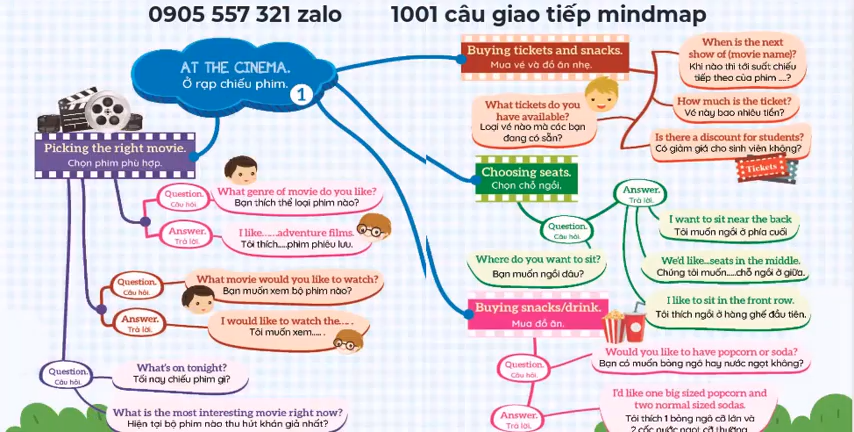 0905 557 321 zalo
1001 câu giao tiếp mindmap
AT THE CINEMA.
Ở rạp chiếu phim.
1
Picking the right movie.
Chọn phim phù hợp.
Question.
Câu hỏi.
What genre of movie do you like?
Bạn thích thể loại phim nào?
Answer.
Trả lời.
I like.....adventure films.
Tôi thích.....phim phiêu lưu.
Question.
Câu hỏi.
What movie would you like to watch?
Bạn muốn xem bộ phim nào?
Answer.
Trả lời.
I would like to watch the.....
Tôi muốn xem.....
Question.
Câu hỏi.
What's on tonight?
Tối nay chiếu phim gì?
What is the most interesting movie right now?
Hiện tại bộ phim nào thu hút khán giả nhất?
Buying tickets and snacks.
Mua vé và đồ ăn nhẹ.
When is the next
show of (movie name)?
Khi nào thì tới suất chiếu
tiếp theo của phim ....?
How much is the ticket?
Vé này bao nhiêu tiền?
What tickets do you
have available?
Loại vé nào mà các bạn
đang có sẵn?
Is there a discount for students?
Có giảm giá cho sinh viên không?
Tickets
Choosing seats.
Chọn chỗ ngồi.
Question.
Câu hỏi.
Where do you want to sit?
Bạn muốn ngồi đâu?
Answer.
Trả lời.
I want to sit near the back
Tôi muốn ngồi ở phía cuối
We'd like...seats in the middle.
Chúng tôi muốn.....chỗ ngồi ở giữa.
I like to sit in the front row.
Tôi thích ngồi ở hàng ghế đầu tiên.
Buying snacks/drink.
Mua đồ ăn.
Question.
Câu hỏi.
Would you like to have popcorn or soda?
Bạn có muốn bỏng ngô hay nước ngọt không?
Answer.
Trả lời.
I'd like one big sized popcorn and
two normal sized sodas.
Tôi thích 1 bỏng ngô cỡ lớn và
2 cốc nước ngọt cỡ thường